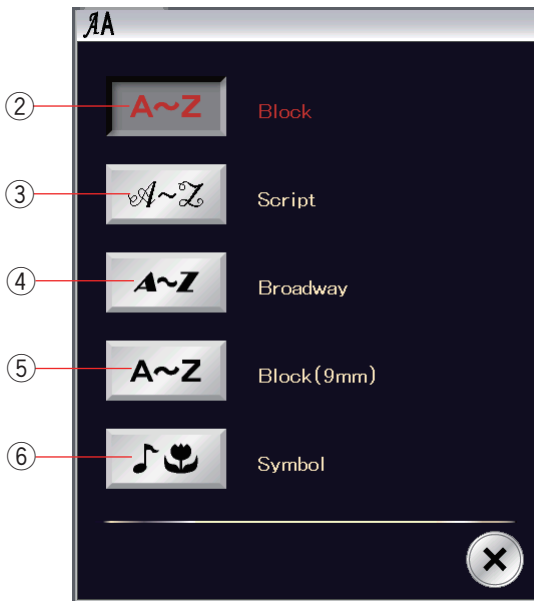 AA
② A~Z Block
③ A~Z Script
④ A~Z Broadway
⑤ A~Z Block(9mm)
⑥ Symbol